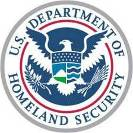 U.S. DEPARTMENT OF
HOMELAND SECURITY